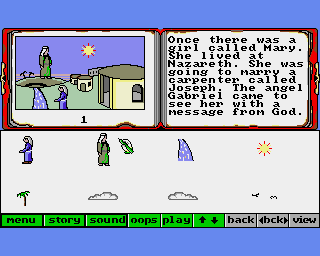 Once there was a
girl called Mary.
She lived at
Nazareth. She was
going to marry a
carpenter called
Joseph. The angel
Gabriel came to
see her with a
message from God.
1
menu story sound oops play ↑ ↓ back ◀bck▶ view